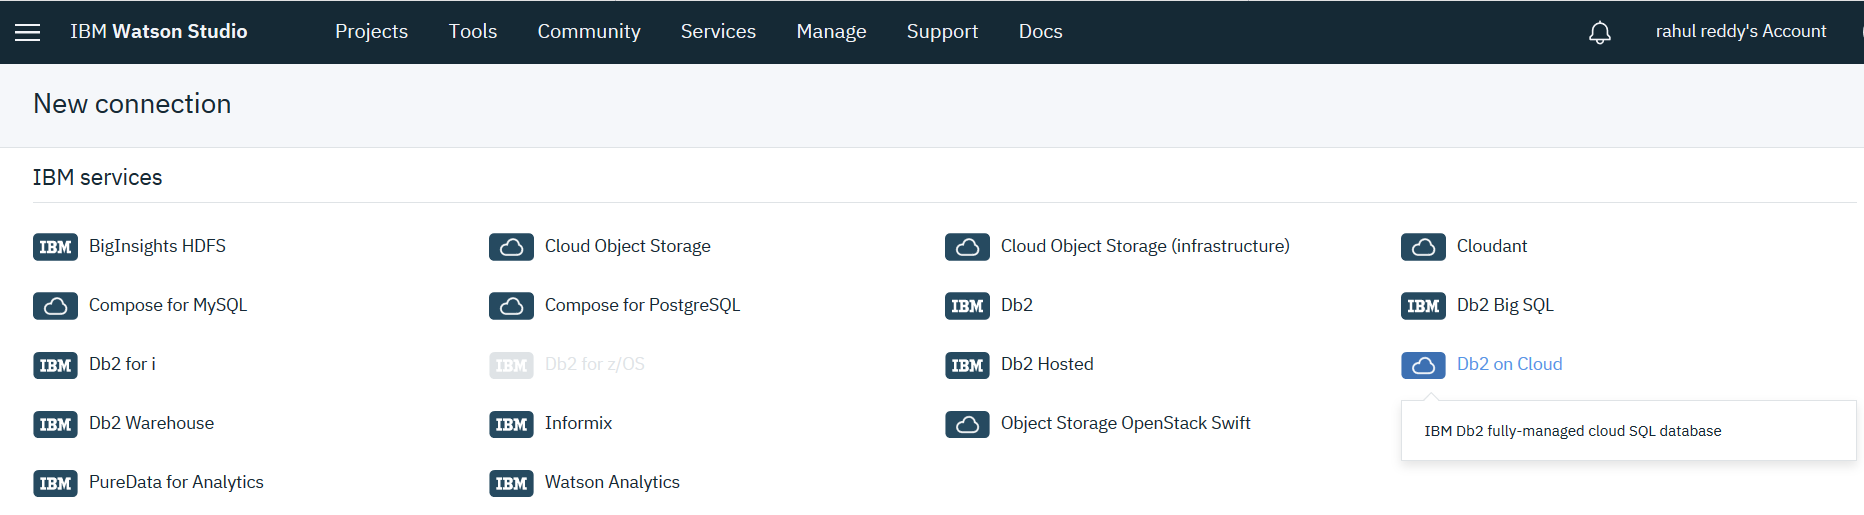 IBM Watson Studio Projects Tools Community Services Manage Support Docs rahul reddy's Account
New connection
IBM services
IBM BigInsights HDFS Cloud Object Storage Cloud Object Storage (infrastructure) Cloudant
Compose for MySQL Compose for PostgreSQL IBM Db2 IBM Db2 Big SQL
IBM Db2 for i IBM Db2 for z/OS IBM Db2 Hosted Db2 on Cloud
IBM Db2 Warehouse IBM Informix Object Storage OpenStack Swift IBM Db2 fully-managed cloud SQL database
IBM PureData for Analytics IBM Watson Analytics